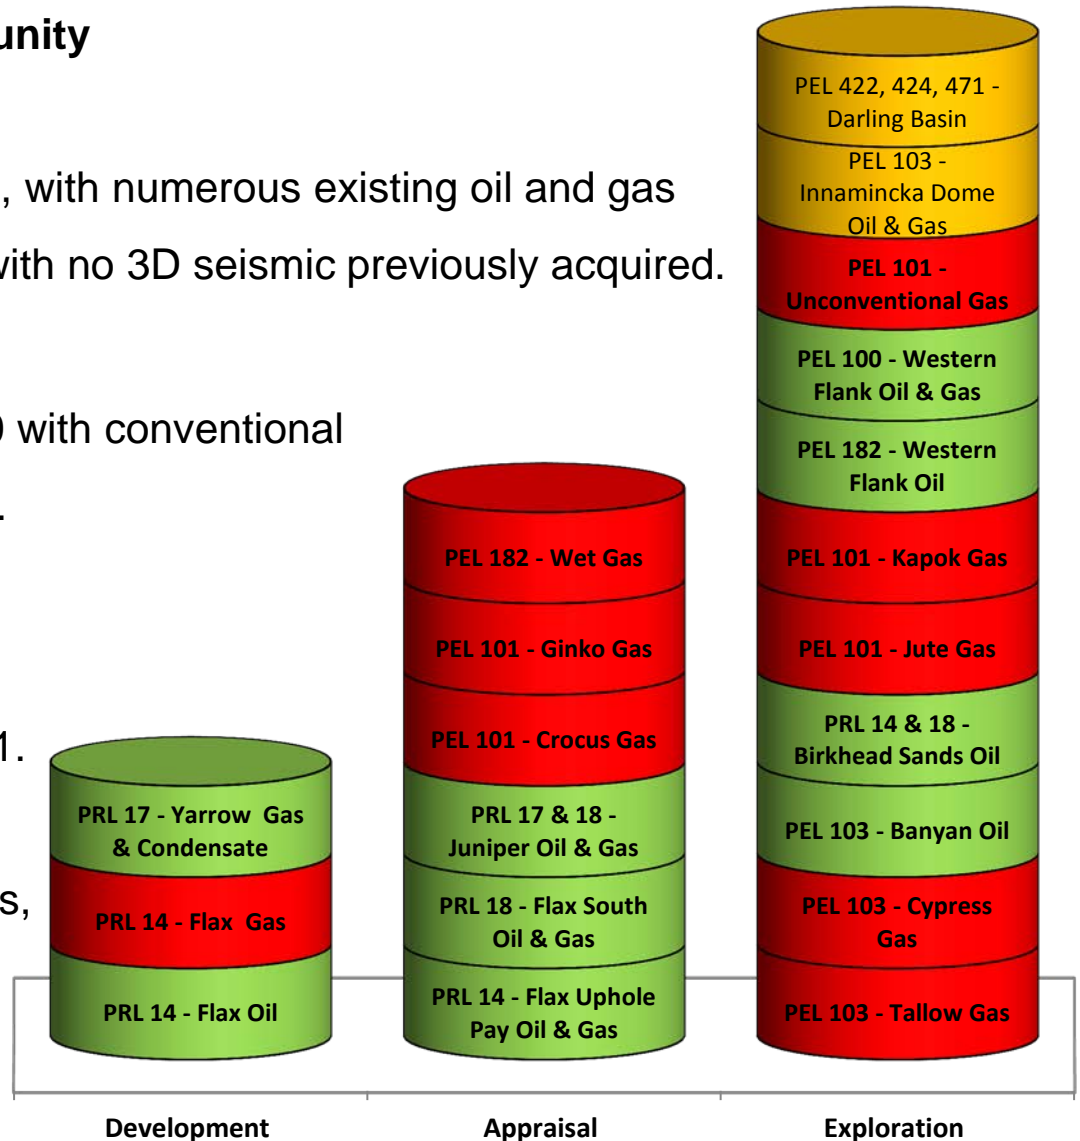 unity
, with numerous existing oil and gas
with no 3D seismic previously acquired.
0 with conventional
.
1.
s,
PRL 17 - Yarrow Gas
& Condensate
PRL 14 - Flax Gas
PRL 14 - Flax Oil
Development
PEL 182 - Wet Gas
PEL 101 - Ginko Gas
PEL 101 - Crocus Gas
PRL 17 & 18 -
Juniper Oil & Gas
PRL 18 - Flax South
Oil & Gas
PRL 14 - Flax Uphole
Pay Oil & Gas
Appraisal
PEL 422, 424, 471 -
Darling Basin
PEL 103 -
Innamincka Dome
Oil & Gas
PEL 101 -
Unconventional Gas
PEL 100 - Western
Flank Oil & Gas
PEL 182 - Western
Flank Oil
PEL 101 - Kapok Gas
PEL 101 - Jute Gas
PRL 14 & 18 -
Birkhead Sands Oil
PEL 103 - Banyan Oil
PEL 103 - Cypress
Gas
PEL 103 - Tallow Gas
Exploration